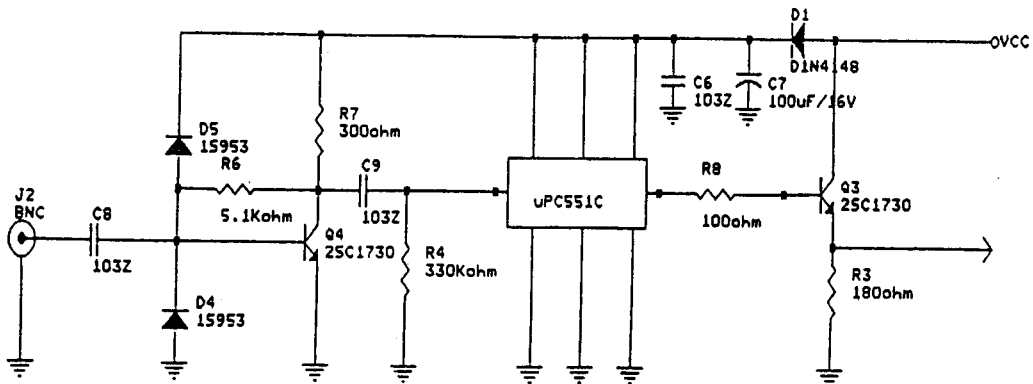 D1
OVCC
D1N4148
C6
103Z
C7
100uF/16V
R7
300ohm
D5
1S953
R6
5.1Kohm
C9
103Z
J2
BNC
C8
103Z
Q4
2SC1730
R4
330Kohm
uPC551C
R8
100ohm
Q3
2SC1730
R3
180ohm
D4
1S953